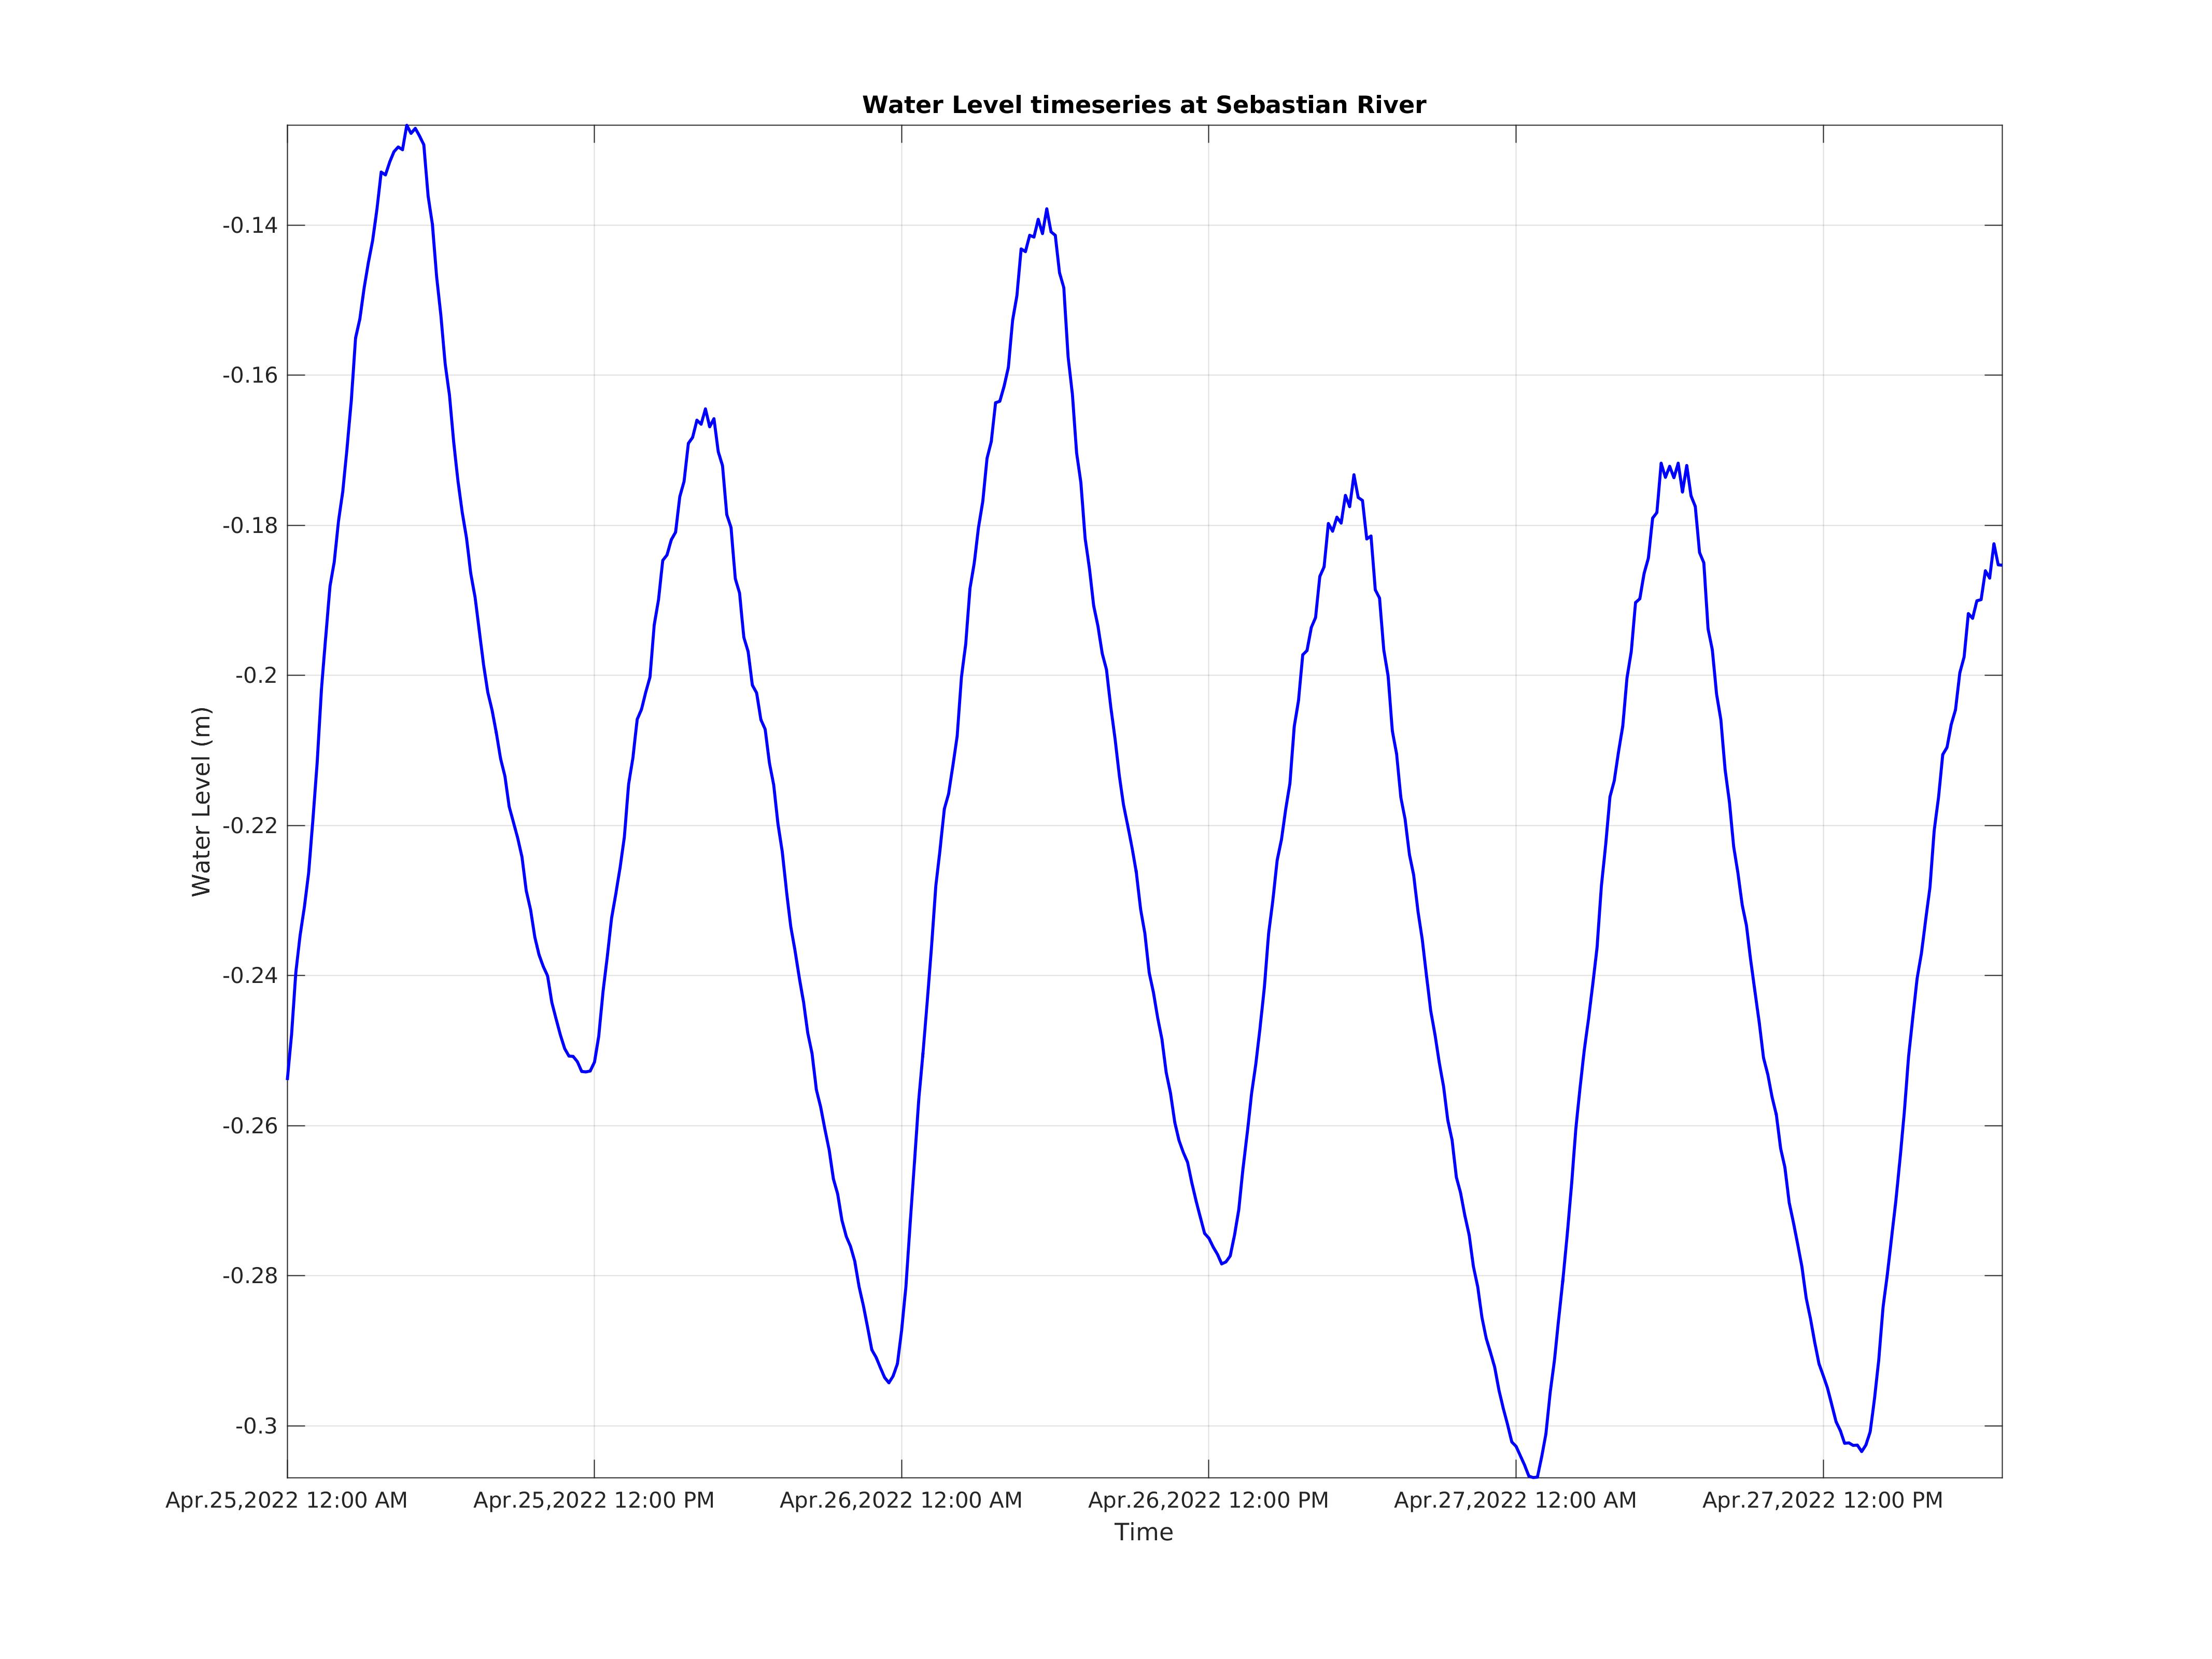 Water Level timeseries at Sebastian River
-0.14
-0.16
-0.18
-0.2
-0.22
-0.24
-0.26
-0.28
-0.3
Water Level (m)
Apr.25,2022 12:00 AM
Apr.25,2022 12:00 PM
Apr.26,2022 12:00 AM
Apr.26,2022 12:00 PM
Apr.27,2022 12:00 AM
Apr.27,2022 12:00 PM
Time